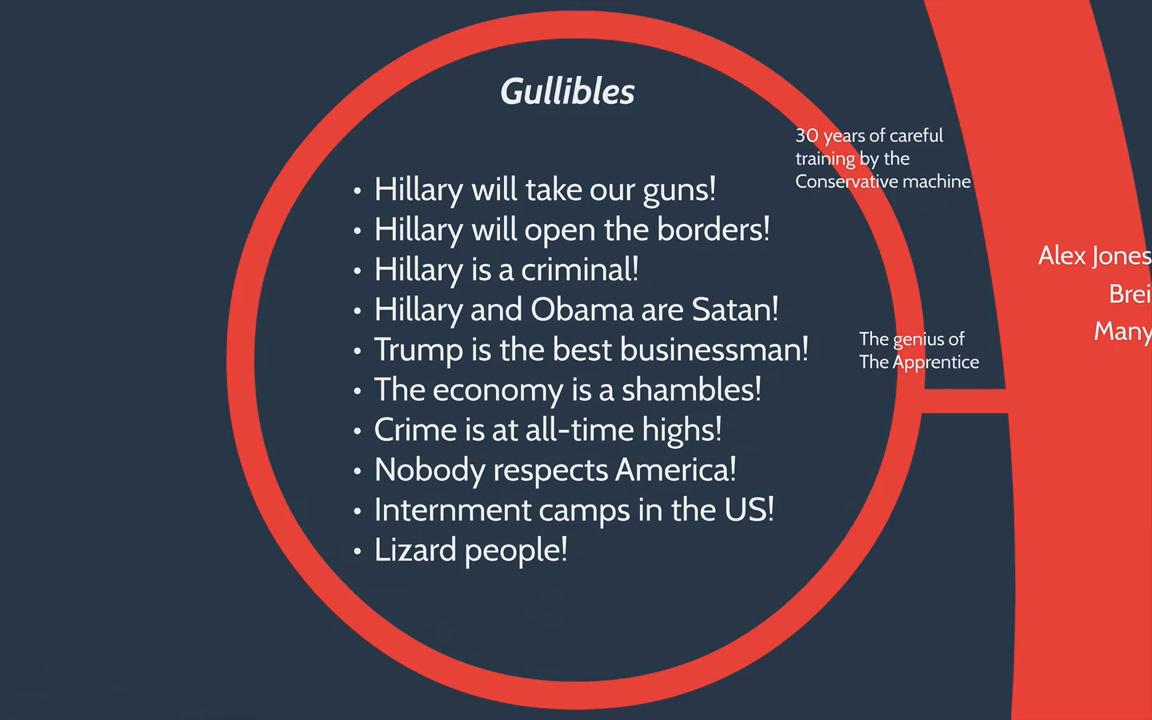 Gullibles
• Hillary will take our guns!
• Hillary will open the borders!
• Hillary is a criminal!
• Hillary and Obama are Satan!
• Trump is the best businessman!
• The economy is a shambles!
• Crime is at all-time highs!
• Nobody respects America!
• Internment camps in the US!
• Lizard people!
30 years of careful
training by the
Conservative machine
The genius of
The Apprentice
Alex Jones
Brei
Many